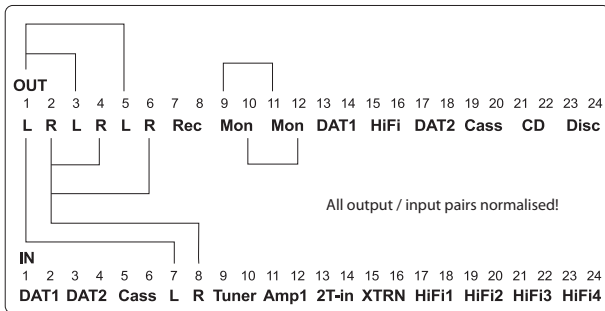 OUT
1 2 3 4 5 6 7 8 9 10 11 12 13 14 15 16 17 18 19 20 21 22 23 24
L R L R L R Rec Mon Mon DAT1 HiFi DAT2 Cass CD Disc
All output / input pairs normalised!
IN
1 2 3 4 5 6 7 8 9 10 11 12 13 14 15 16 17 18 19 20 21 22 23 24
DAT1 DAT2 Cass L R Tuner Amp1 2T-in XTRN HiFi1 HiFi2 HiFi3 HiFi4